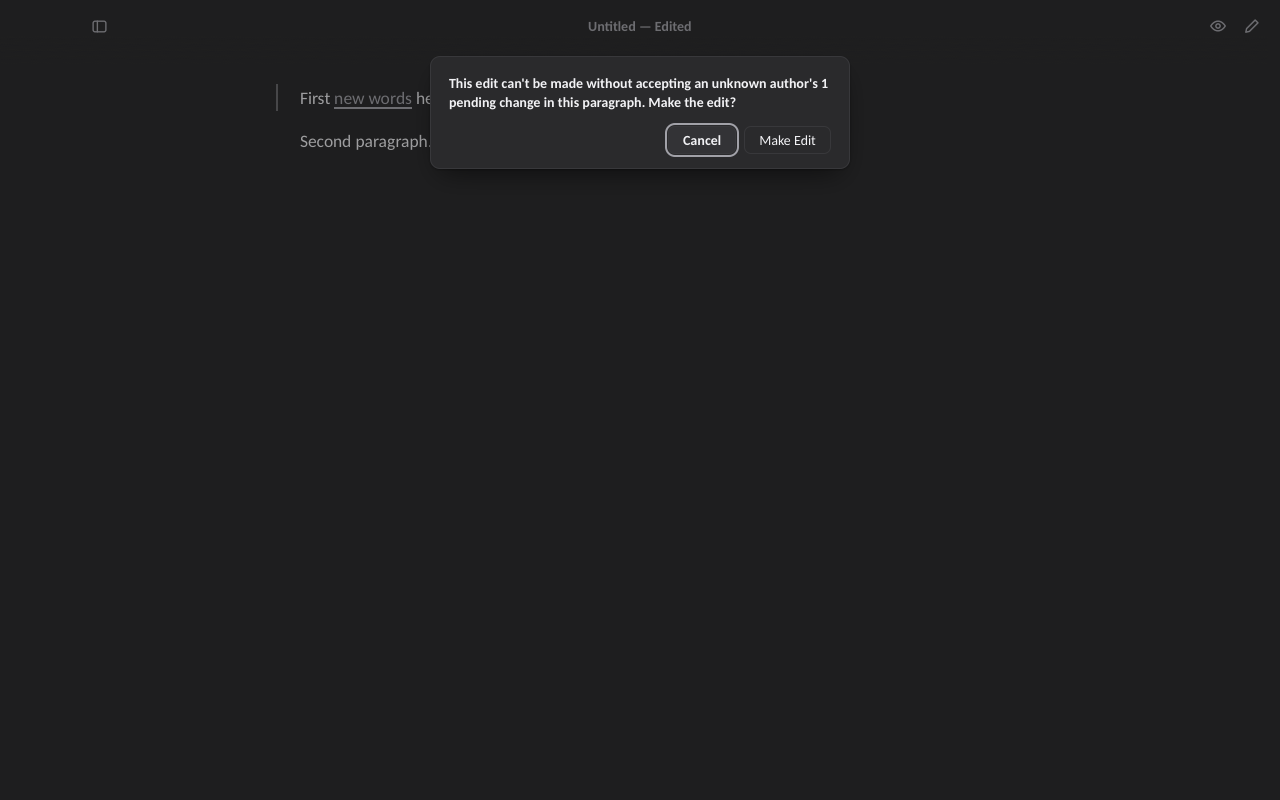 Untitled — Edited
This edit can't be made without accepting an unknown author's 1
pending change in this paragraph. Make the edit?
Cancel Make Edit
First new words he
Second paragraph.